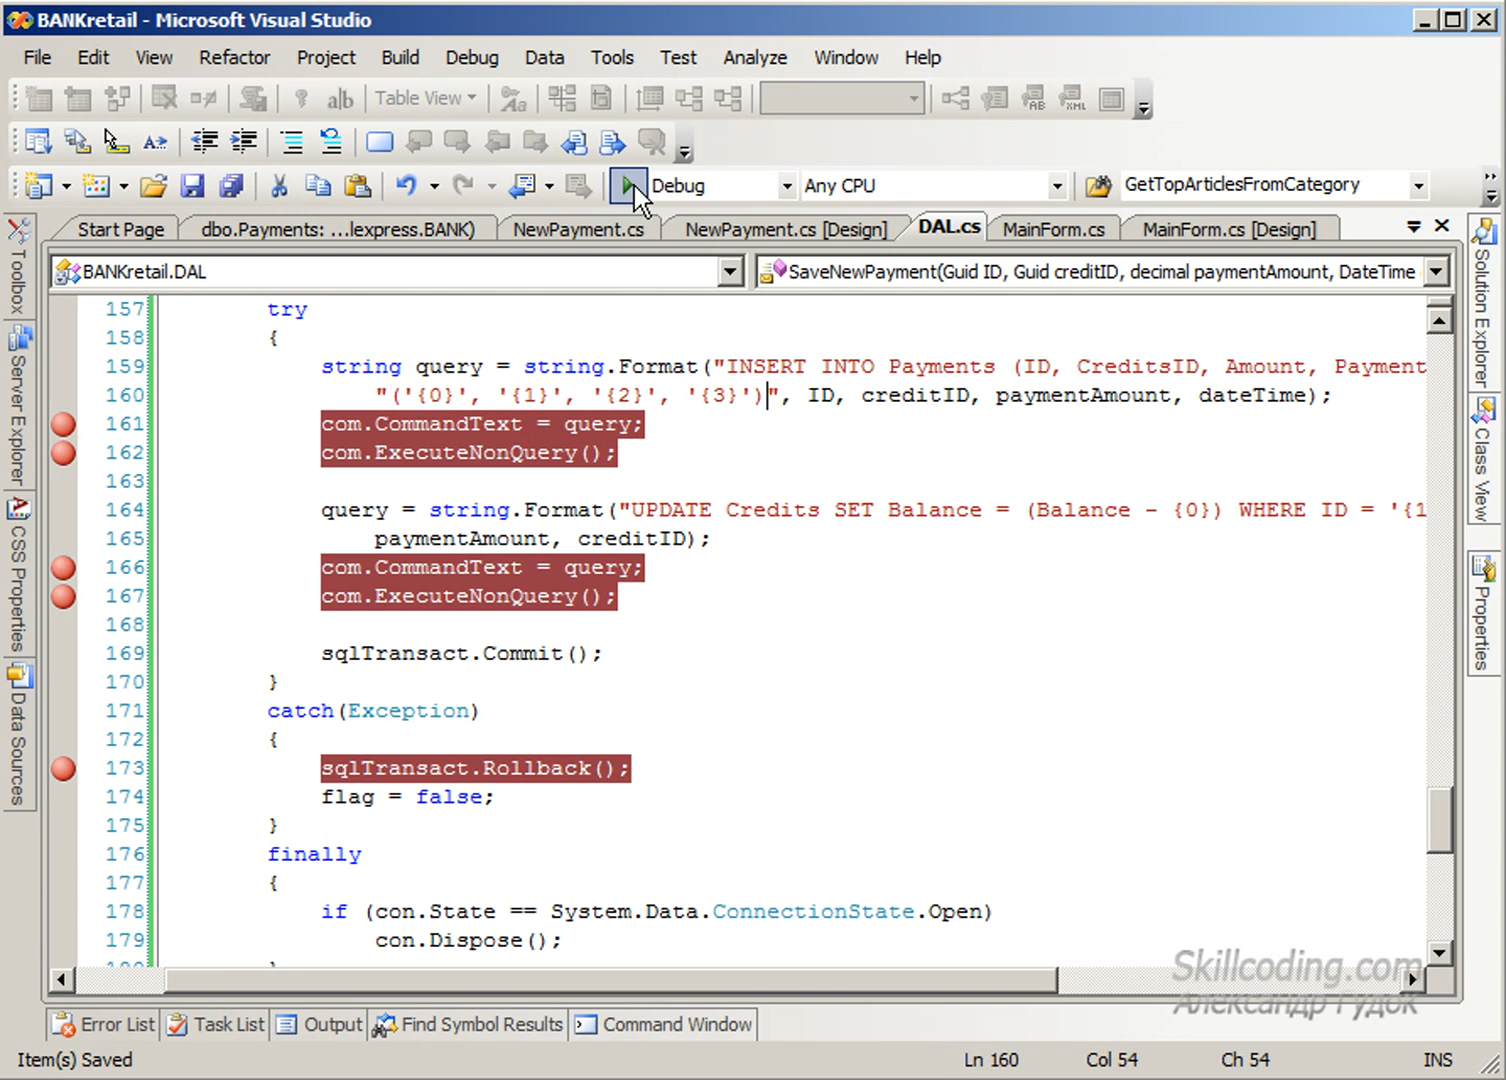 BANKretail - Microsoft Visual Studio
File Edit View Refactor Project Build Debug Data Tools Test Analyze Window Help
Table View
Debug Any CPU GetTopArticlesFromCategory
Start Page dbo.Payments: ...lexpress.BANK) NewPayment.cs NewPayment.cs [Design] DAL.cs MainForm.cs MainForm.cs [Design]
BANKretail.DAL SaveNewPayment(Guid ID, Guid creditID, decimal paymentAmount, DateTime
157 try
158 {
159 string query = string.Format("INSERT INTO Payments (ID, CreditsID, Amount, Payment
160 "('{0}', '{1}', '{2}', '{3}')", ID, creditID, paymentAmount, dateTime);
161 com.CommandText = query;
162 com.ExecuteNonQuery();
163
164 query = string.Format("UPDATE Credits SET Balance = (Balance - {0}) WHERE ID = '{1
165 paymentAmount, creditID);
166 com.CommandText = query;
167 com.ExecuteNonQuery();
168
169 sqlTransact.Commit();
170 }
171 catch(Exception)
172 {
173 sqlTransact.Rollback();
174 flag = false;
175 }
176 finally
177 {
178 if (con.State == System.Data.ConnectionState.Open)
179 con.Dispose();
Toolbox
Server Explorer
CSS Properties
Data Sources
Solution Explorer
Class View
Properties
Skillcoding.com
Александр Гудок
Error List Task List Output Find Symbol Results Command Window
Item(s) Saved Ln 160 Col 54 Ch 54 INS